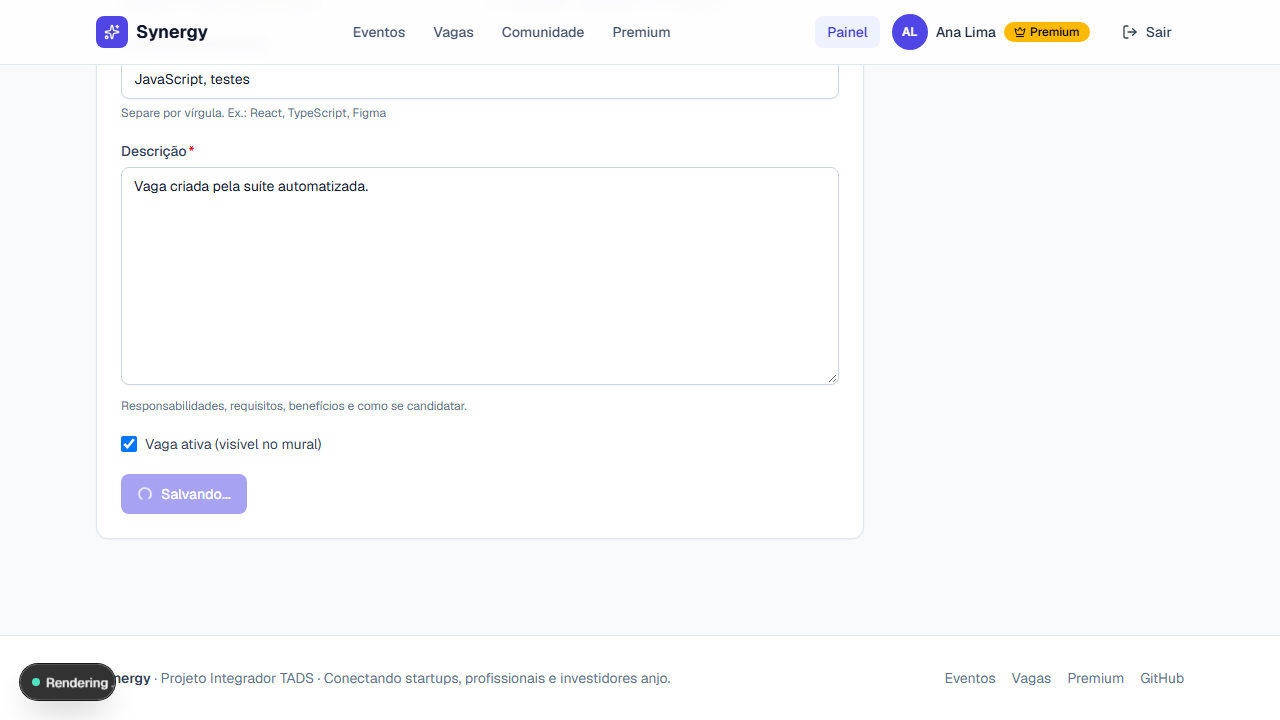 Synergy
Eventos
Vagas
Comunidade
Premium
Painel
AL
Ana Lima
Premium
Sair
JavaScript, testes
Separe por vírgula. Ex.: React, TypeScript, Figma
Descrição*
Vaga criada pela suíte automatizada.
Responsabilidades, requisitos, benefícios e como se candidatar.
Vaga ativa (visível no mural)
Salvando...
Rendering
nergy · Projeto Integrador TADS · Conectando startups, profissionais e investidores anjo.
Eventos
Vagas
Premium
GitHub